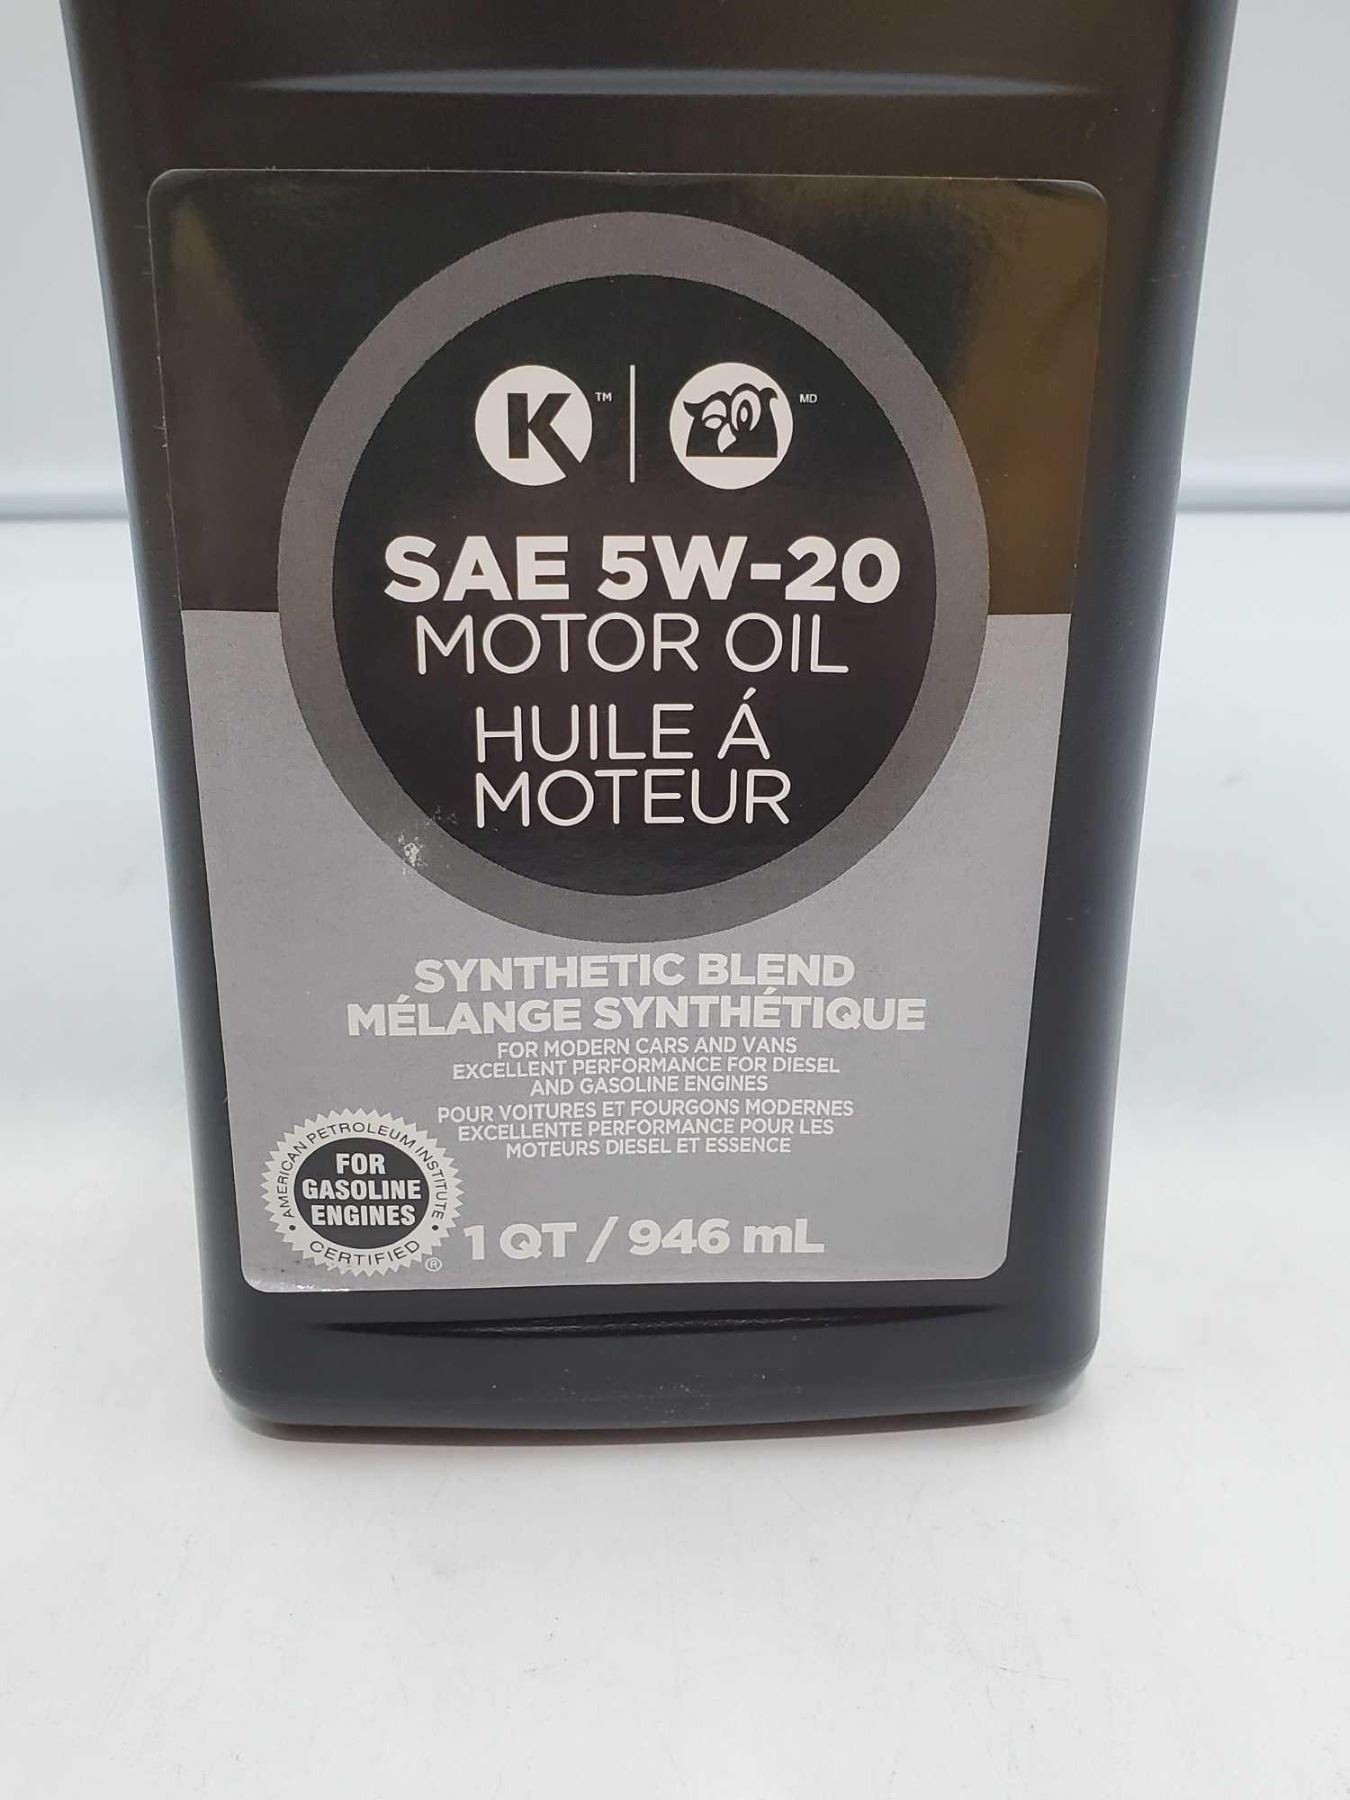 K ™ MD
SAE 5W-20
MOTOR OIL
HUILE Á
MOTEUR
SYNTHETIC BLEND
MÉLANGE SYNTHÉTIQUE
FOR MODERN CARS AND VANS
EXCELLENT PERFORMANCE FOR DIESEL
AND GASOLINE ENGINES
POUR VOITURES ET FOURGONS MODERNES
EXCELLENTE PERFORMANCE POUR LES
MOTEURS DIESEL ET ESSENCE
AMERICAN PETROLEUM INSTITUTE
FOR
GASOLINE
ENGINES
CERTIFIED ®
1 QT / 946 mL